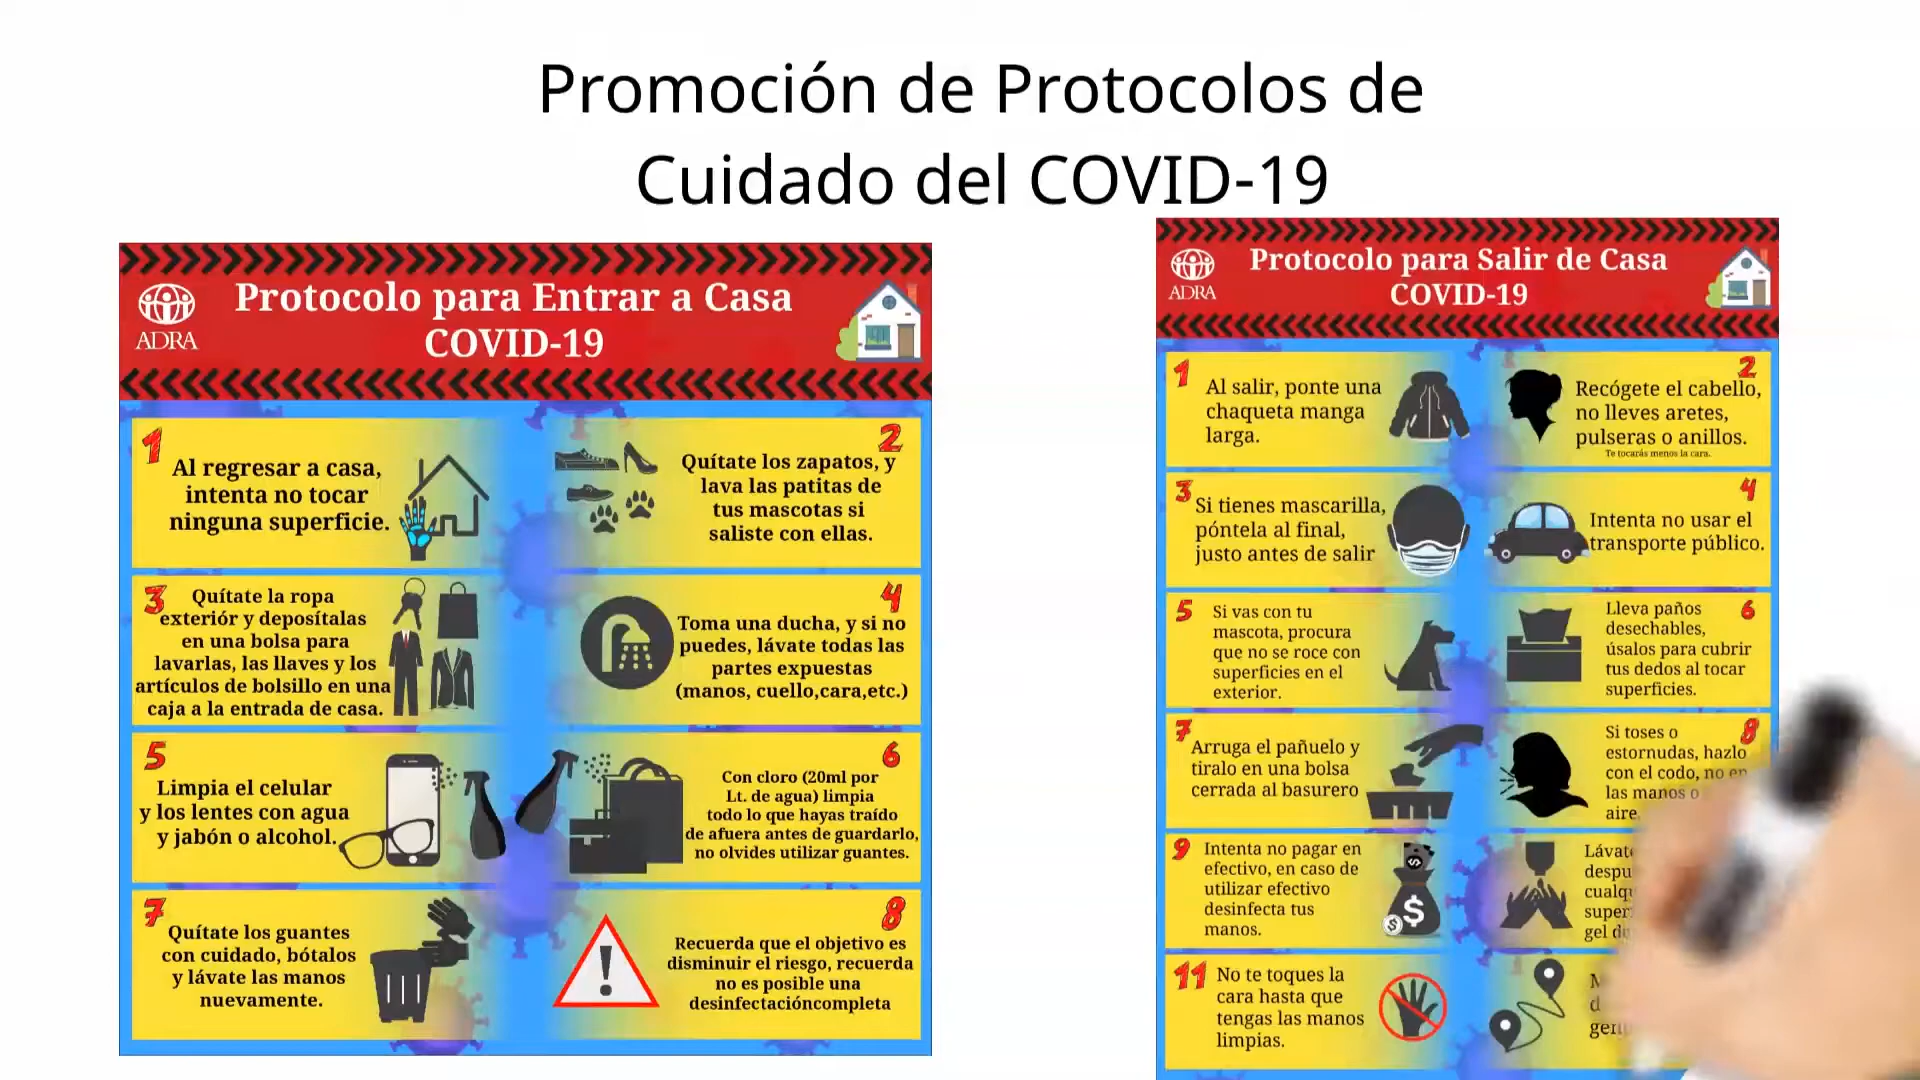 Promoción de Protocolos de
Cuidado del COVID-19
ADRA
Protocolo para Entrar a Casa
COVID-19
1
Al regresar a casa,
intenta no tocar
ninguna superficie.
2
Quítate los zapatos, y
lava las patitas de
tus mascotas si
saliste con ellas.
3
Quítate la ropa
exteriór y deposítalas
en una bolsa para
lavarlas, las llaves y los
artículos de bolsillo en una
caja a la entrada de casa.
4
Toma una ducha, y si no
puedes, lávate todas las
partes expuestas
(manos, cuello,cara,etc.)
5
Limpia el celular
y los lentes con agua
y jabón o alcohol.
6
Con cloro (20ml por
Lt. de agua) limpia
todo lo que hayas traído
de afuera antes de guardarlo,
no olvides utilizar guantes.
7
Quítate los guantes
con cuidado, bótalos
y lávate las manos
nuevamente.
8
Recuerda que el objetivo es
disminuir el riesgo, recuerda
no es posible una
desinfectacióncompleta
ADRA
Protocolo para Salir de Casa
COVID-19
1
Al salir, ponte una
chaqueta manga
larga.
2
Recógete el cabello,
no lleves aretes,
pulseras o anillos.
Te tocarás menos la cara.
3
Si tienes mascarilla,
póntela al final,
justo antes de salir
4
Intenta no usar el
transporte público.
5
Si vas con tu
mascota, procura
que no se roce con
superficies en el
exterior.
6
Lleva paños
desechables,
úsalos para cubrir
tus dedos al tocar
superficies.
7
Arruga el pañuelo y
tiralo en una bolsa
cerrada al basurero
8
Si toses o
estornudas, hazlo
con el codo, no en
las manos o
aire.
9
Intenta no pagar en
efectivo, en caso de
utilizar efectivo
desinfecta tus
manos.
gel
11
No te toques la
cara hasta que
tengas las manos
limpias.